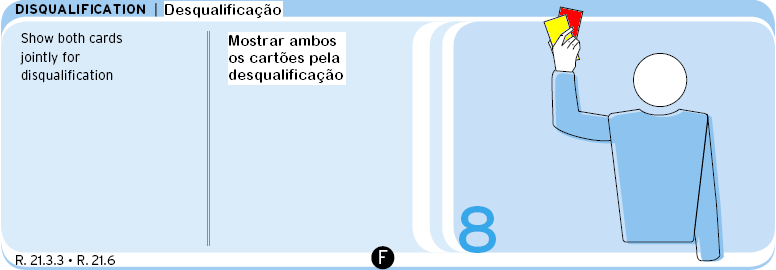 DISQUALIFICATION | Desqualificação
Show both cards
jointly for
disqualification
Mostrar ambos
os cartões pela
desqualificação
8
R. 21.3.3 • R. 21.6
F